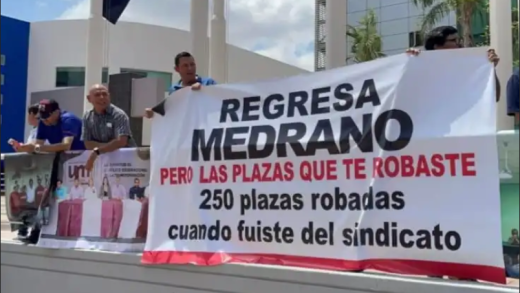 REGRESA
MEDRANO
PERO LAS PLAZAS QUE TE ROBASTE
250 plazas robadas
cuando fuiste del sindicato